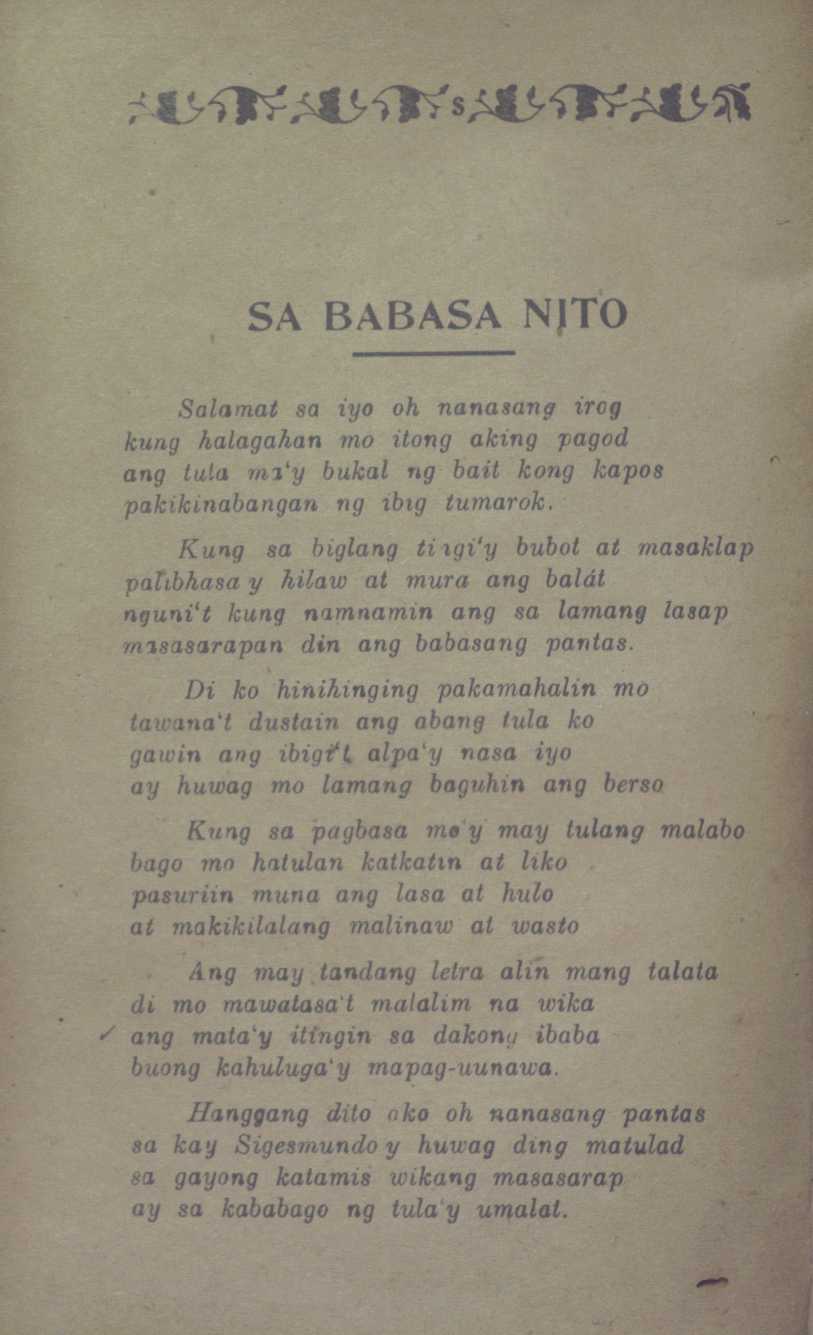 SA BABASA NITO
Salamat sa iyo oh nanasang irog
kung halagahan mo itong aking pagod
ang tula ma‘y bukal ng bait kong kapos
pakikinabangan ng ibig tumarok.
Kung sa biglang tingi‘y bubot at masaklap
palibhasa y hilaw at mura ang balát
nguni‘t kung namnamin ang sa lamang lasap
masasarapan din ang babasang pantas.
Di ko hinihinging pakamahalin mo
tawana‘t dustain ang abang tula ko
gawin ang ibigi‘t alpa‘y nasa iyo
ay huwag mo lamang baguhin ang berso
Kung sa pagbasa mo‘y may tulang malabo
bago mo hatulan katkatin at liko
pasuriin muna ang lasa at hulo
at makikilalang malinaw at wasto
Ang may tandang letra alin mang talata
di mo mawatasa‘t malalim na wika
ang mata‘y itingin sa dakong ibaba
buong kahuluga‘y mapag-uunawa.
Hanggang dito ako oh nanasang pantas
sa kay Sigesmundo y huwag ding matulad
sa gayong katamis wikang masasarap
ay sa kababago ng tula‘y umalat.